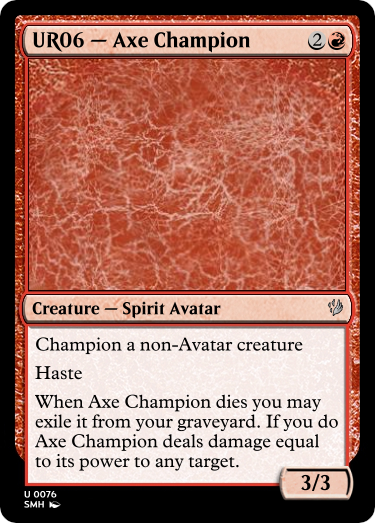 UR06 — Axe Champion 2
Creature — Spirit Avatar
Champion a non-Avatar creature
Haste
When Axe Champion dies you may
exile it from your graveyard. If you do
Axe Champion deals damage equal
to its power to any target.
3/3
U 0076
SMH